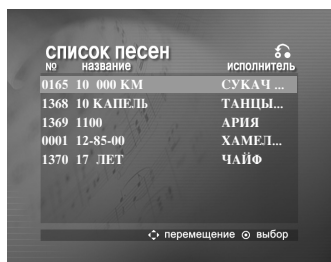 список песен
№ название исполнитель
0165 10 000 КМ СУКАЧ ...
1368 10 КАПЕЛЬ ТАНЦЫ...
1369 1100 АРИЯ
0001 12-85-00 ХАМЕЛ...
1370 17 ЛЕТ ЧАЙФ
перемещение выбор